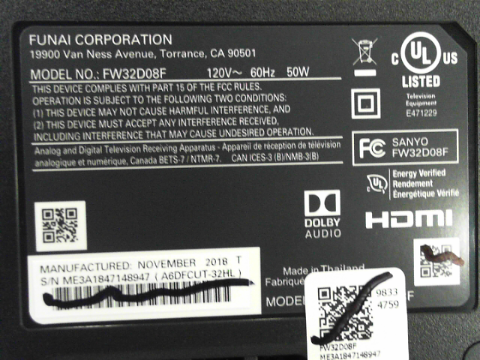 FUNAI CORPORATION
19900 Van Ness Avenue, Torrance, CA 90501
MODEL NO.: FW32D08F 120V~ 60Hz 50W
THIS DEVICE COMPLIES WITH PART 15 OF THE FCC RULES.
OPERATION IS SUBJECT TO THE FOLLOWING TWO CONDITIONS:
(1) THIS DEVICE MAY NOT CAUSE HARMFUL INTERFERENCE, AND
(2) THIS DEVICE MUST ACCEPT ANY INTERFERENCE RECEIVED,
INCLUDING INTERFERENCE THAT MAY CAUSE UNDESIRED OPERATION.
Analog and Digital Television Receiving Apparatus - Appareil de réception de télévision
analogique et numérique, Canada BETS-7 / NTMR-7. CAN ICES-3 (B)/NMB-3(B)
C UL US
LISTED
Television
Equipment
E471229
FC SANYO
FW32D08F
UL Energy Verified
Rendement
Énergétique Vérifié
DOLBY
AUDIO
HDMI
MANUFACTURED: NOVEMBER 2018 T
S/N ME3A1847148947 ( A6DFCUT-32HL )
Made in Thailand
Fabriqué
MODEL
F
9833
4759
FW32D08F
ME3A1847148947